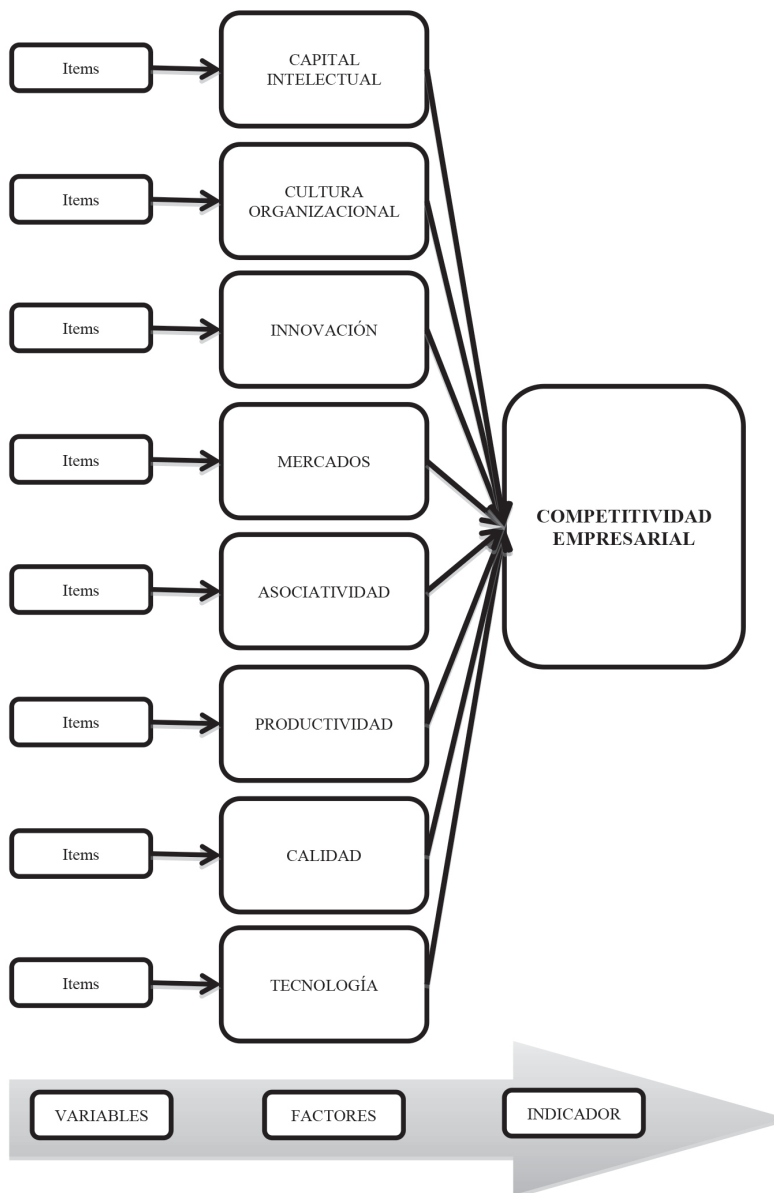 Items
CAPITAL
INTELECTUAL
Items
CULTURA
ORGANIZACIONAL
Items
INNOVACIÓN
Items
MERCADOS
COMPETITIVIDAD
EMPRESARIAL
Items
ASOCIATIVIDAD
Items
PRODUCTIVIDAD
Items
CALIDAD
Items
TECNOLOGÍA
VARIABLES
FACTORES
INDICADOR